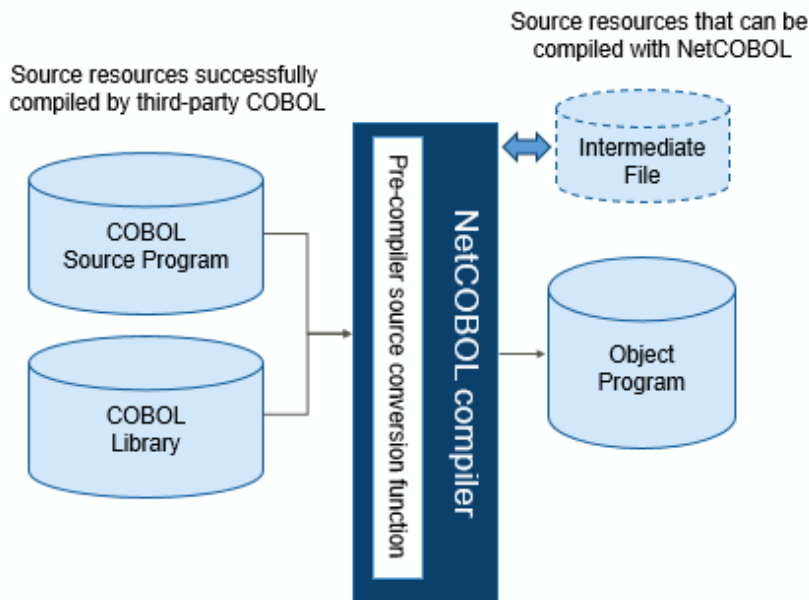 Source resources that can be
compiled with NetCOBOL
Source resources successfully
compiled by third-party COBOL
Intermediate
File
COBOL
Source Program
Pre-compiler source conversion function
NetCOBOL compiler
Object
Program
COBOL
Library